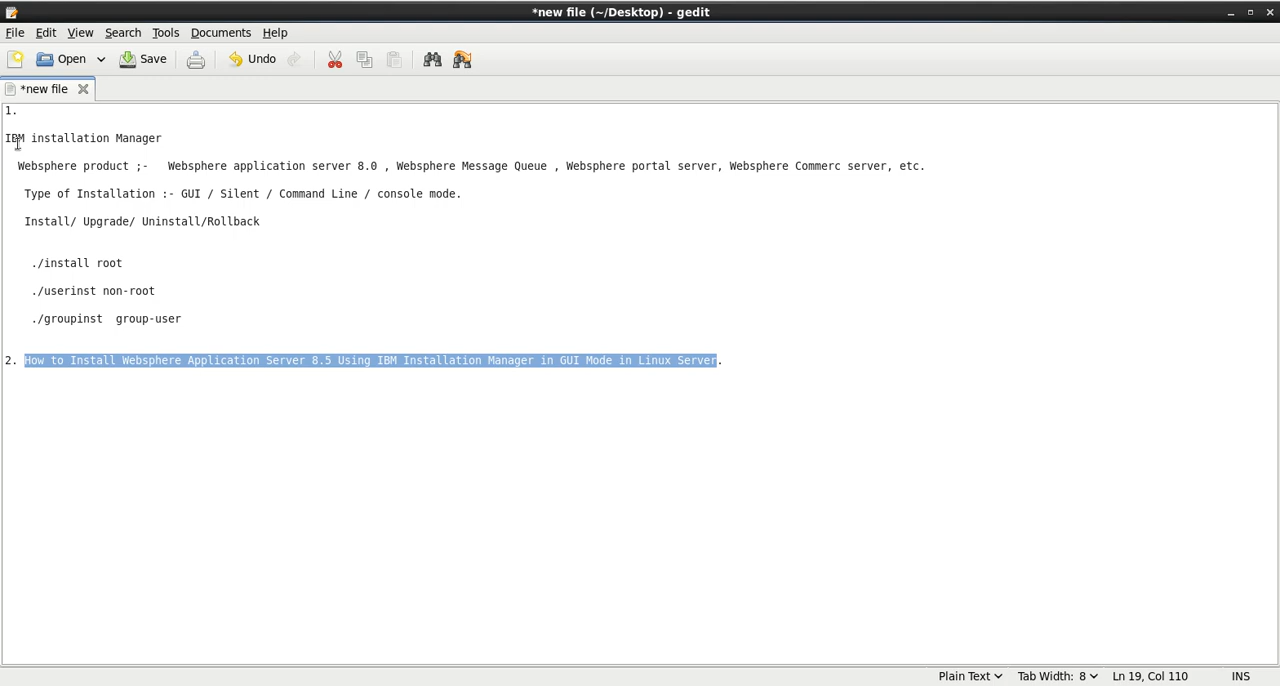 *new file (~/Desktop) - gedit
File Edit View Search Tools Documents Help
Open Save Undo
*new file
1.
IBM installation Manager
Websphere product ;- Websphere application server 8.0 , Websphere Message Queue , Websphere portal server, Websphere Commerc server, etc.
Type of Installation :- GUI / Silent / Command Line / console mode.
Install/ Upgrade/ Uninstall/Rollback
./install root
./userinst non-root
./groupinst group-user
2. How to Install Websphere Application Server 8.5 Using IBM Installation Manager in GUI Mode in Linux Server.
Plain Text Tab Width: 8 Ln 19, Col 110 INS